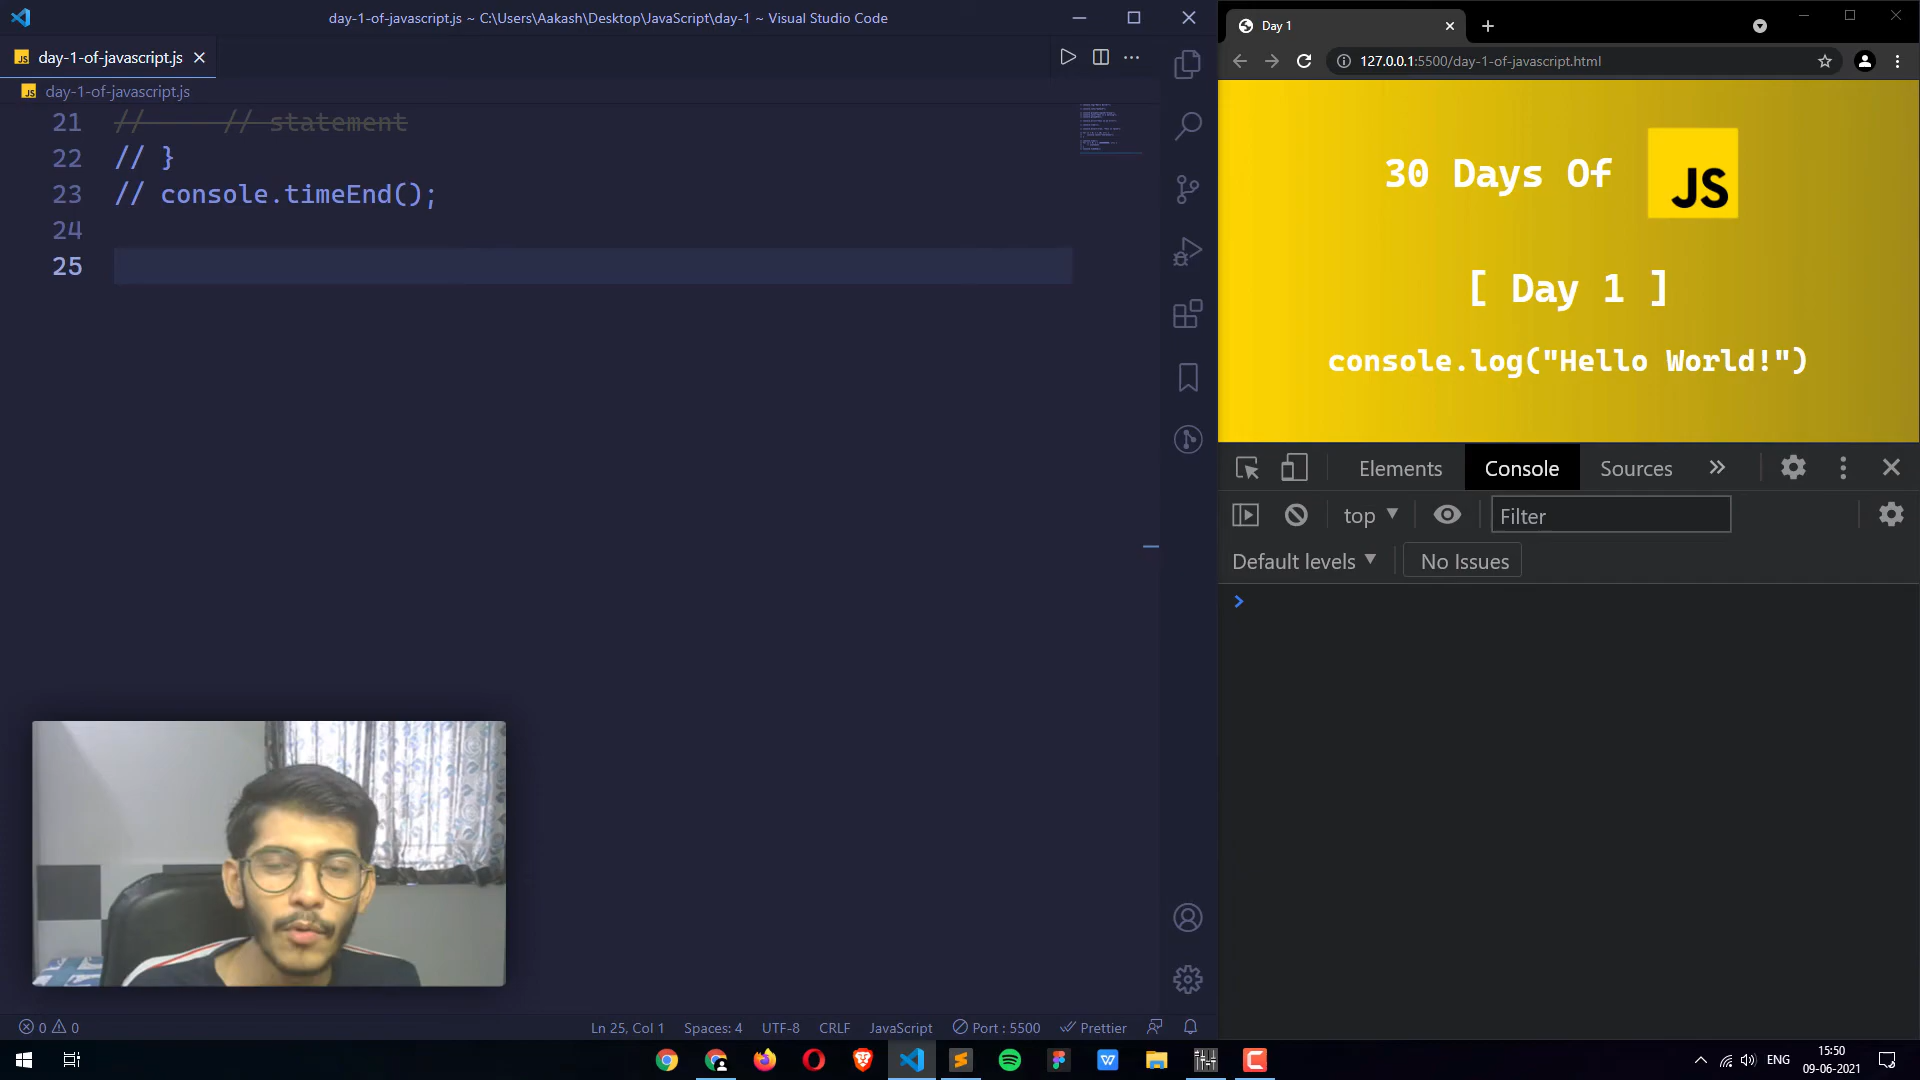 day-1-of-javascript.js ~ C:\Users\Aakash\Desktop\JavaScript\day-1 ~ Visual Studio Code
JS day-1-of-javascript.js
JS day-1-of-javascript.js
21 //     // statement
22 // }
23 // console.timeEnd();
24
25
0 0
Ln 25, Col 1
Spaces: 4
UTF-8
CRLF
JavaScript
Port : 5500
Prettier
Day 1
127.0.0.1:5500/day-1-of-javascript.html
30 Days Of JS
[ Day 1 ]
console.log("Hello World!")
Elements Console Sources
top Filter
Default levels No Issues
ENG
15:50
09-06-2021